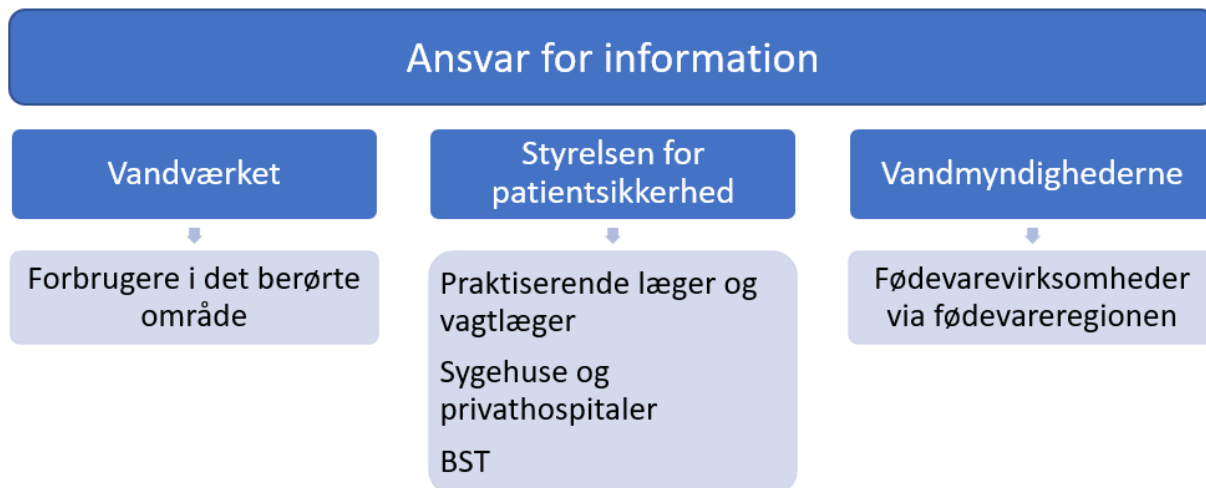 Ansvar for information
Vandværket
Forbrugere i det berørte
område
Styrelsen for
patientsikkerhed
Praktiserende læger og
vagtlæger
Sygehuse og
privathospitaler
BST
Vandmyndighederne
Fødevarevirksomheder
via fødevareregionen